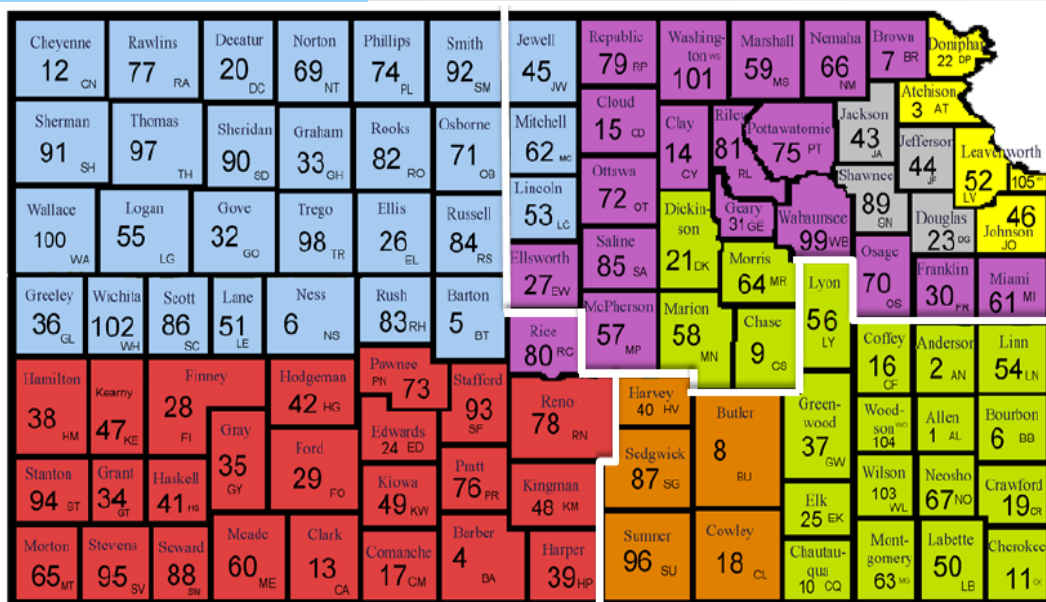 Cheyenne
12 CN
Rawlins
77 RA
Decatur
20 DC
Norton
69 NT
Phillips
74 PL
Smith
92 SM
Jewell
45 JW
Republic
79 RP
Washing-
ton WS
101
Marshall
59 MS
Nemaha
66 NM
Brown
7 BR
Doniphan
22 DP
Atchison
3 AT
Sherman
91 SH
Thomas
97 TH
Sheridan
90 SD
Graham
33 GH
Rooks
82 RO
Osborne
71 OB
Mitchell
62 MC
Cloud
15 CD
Clay
14 CY
Riley
81 RL
Pottawatomie
75 PT
Jackson
43 JA
Jefferson
44
Leavenworth
52 LV
105
Wallace
100 WA
Logan
55 LG
Gove
32 GO
Trego
98 TR
Ellis
26 EL
Russell
84 RS
Lincoln
53 LC
Ottawa
72 OT
Dickin-
son
21 DK
Geary
31 GE
Wabaunsee
99 WB
Shawnee
89 SN
Douglas
23 DG
46
Johnson
JO
Ellsworth
27 EW
Saline
85 SA
Morris
64 MR
Lyon
56 LY
Osage
70 OS
Franklin
30 FR
Miami
61 MI
Greeley
36 GL
Wichita
102 WH
Scott
86 SC
Lane
51 LE
Ness
6 NS
Rush
83 RH
Barton
5 BT
Rice
80 RC
McPherson
57 MP
Marion
58 MN
Chase
9 CS
Coffey
16 CF
Anderson
2 AN
Linn
54 LN
Hamilton
38 HM
Kearny
47 KE
Finney
28 FI
Hodgeman
42 HG
Pawnee
PN 73
Stafford
93 SF
Reno
78 RN
Harvey
40 HV
Butler
8 BU
Green-
wood
37 GW
Wood-
son WO
104
Allen
1 AL
Bourbon
6 BB
Gray
35 GY
Ford
29 FO
Edwards
24 ED
Stanton
94 ST
Grant
34 GT
Haskell
41 HS
Kiowa
49 KW
Pratt
76 PR
Kingman
48 KM
Sedgwick
87 SG
Elk
25 EK
Wilson
103 WL
Neosho
67 NO
Crawford
19 CR
Morton
65 MT
Stevens
95 SV
Seward
88 SW
Meade
60 ME
Clark
13 CA
Comanche
17 CM
Barber
4 BA
Harper
39 HP
Sumner
96 SU
Cowley
18 CL
Chautau-
qua
10 CQ
Mont-
gomery
63 MG
Labette
50 LB
Cherokee
11 CK